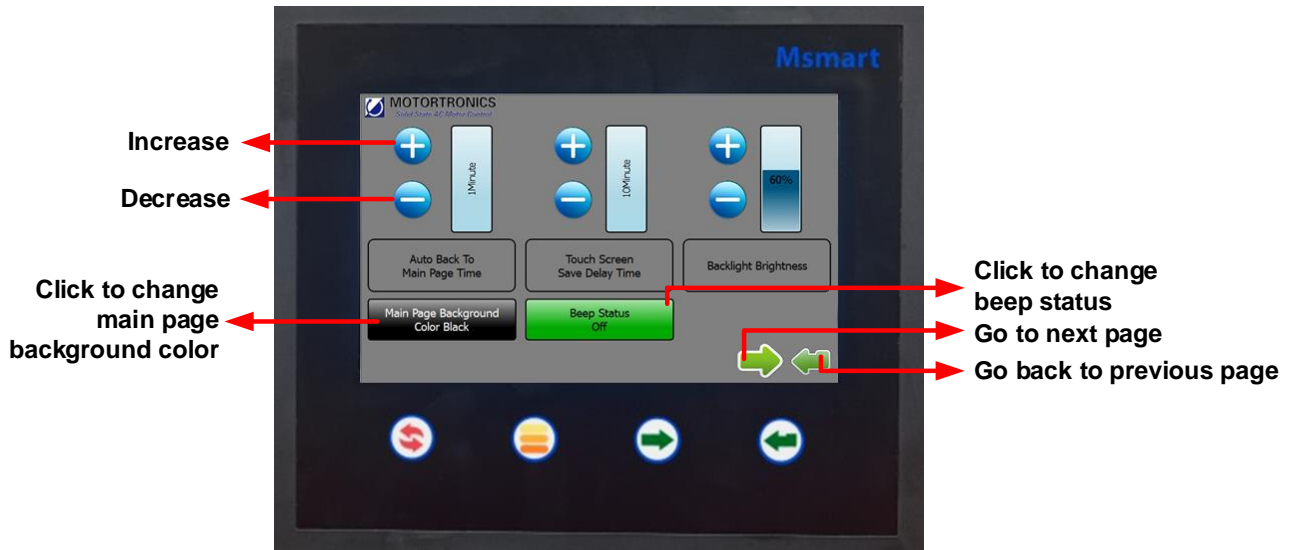 Msmart
MOTORTRONICS
Solid State AC Motor Control
Increase
Decrease
1Minute
10Minute
60%
Auto Back To
Main Page Time
Touch Screen
Save Delay Time
Backlight Brightness
Click to change
main page
background color
Main Page Background
Color Black
Beep Status
Off
Click to change
beep status
Go to next page
Go back to previous page